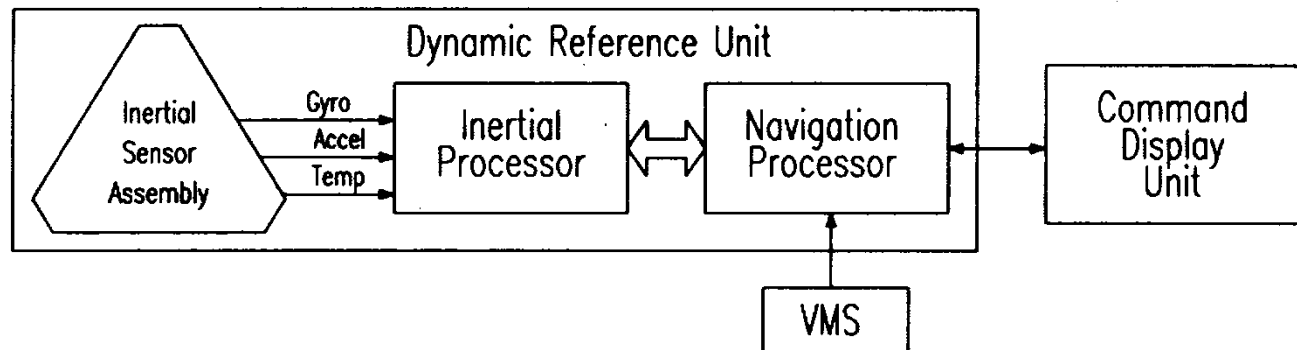 Dynamic Reference Unit
Inertial
Sensor
Assembly
Gyro
Accel
Temp
Inertial
Processor
Navigation
Processor
Command
Display
Unit
VMS